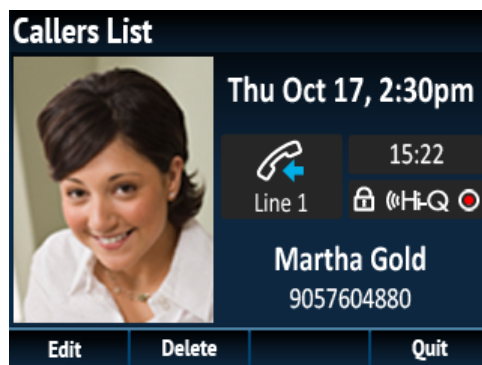 Callers List
Thu Oct 17, 2:30pm
15:22
Line 1
Hi-Q
Martha Gold
9057604880
Edit
Delete
Quit